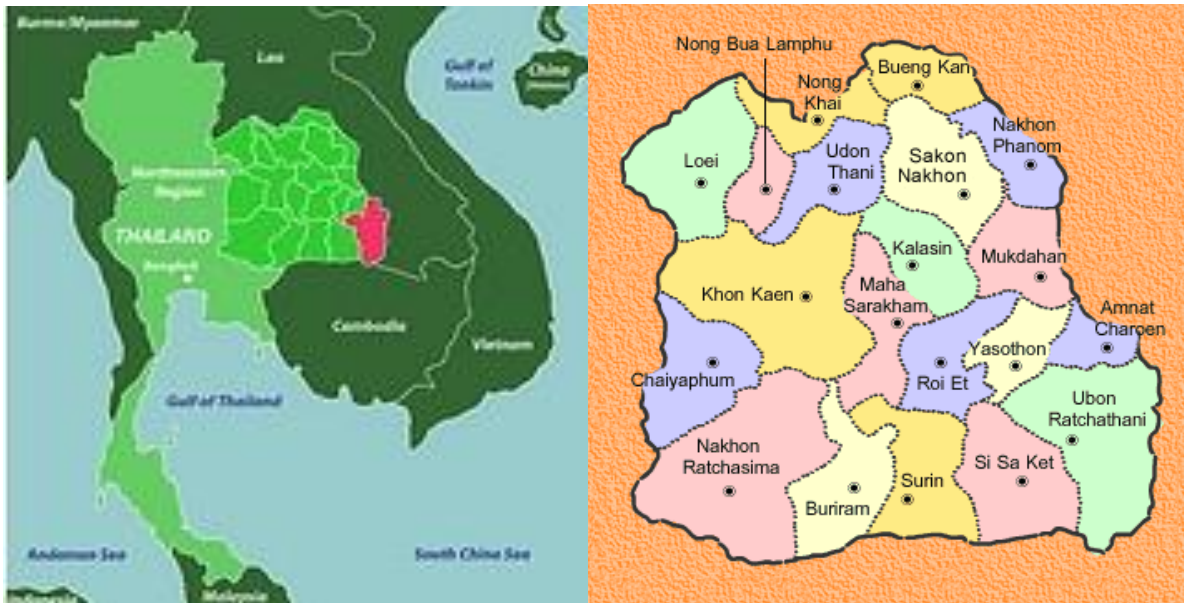 Burma/Myanmar
Lao
Gulf of
Tonkin
China
Northeastern
Region
THAILAND
Bangkok
Cambodia
Vietnam
Gulf of Thailand
Andaman Sea
South China Sea
Malaysia
Indonesia
Nong Bua Lamphu
Bueng Kan
Nong
Khai
Nakhon
Phanom
Loei
Udon
Thani
Sakon
Nakhon
Kalasin
Mukdahan
Khon Kaen
Maha
Sarakham
Amnat
Charoen
Yasothon
Chaiyaphum
Roi Et
Ubon
Ratchathani
Nakhon
Ratchasima
Si Sa Ket
Surin
Buriram